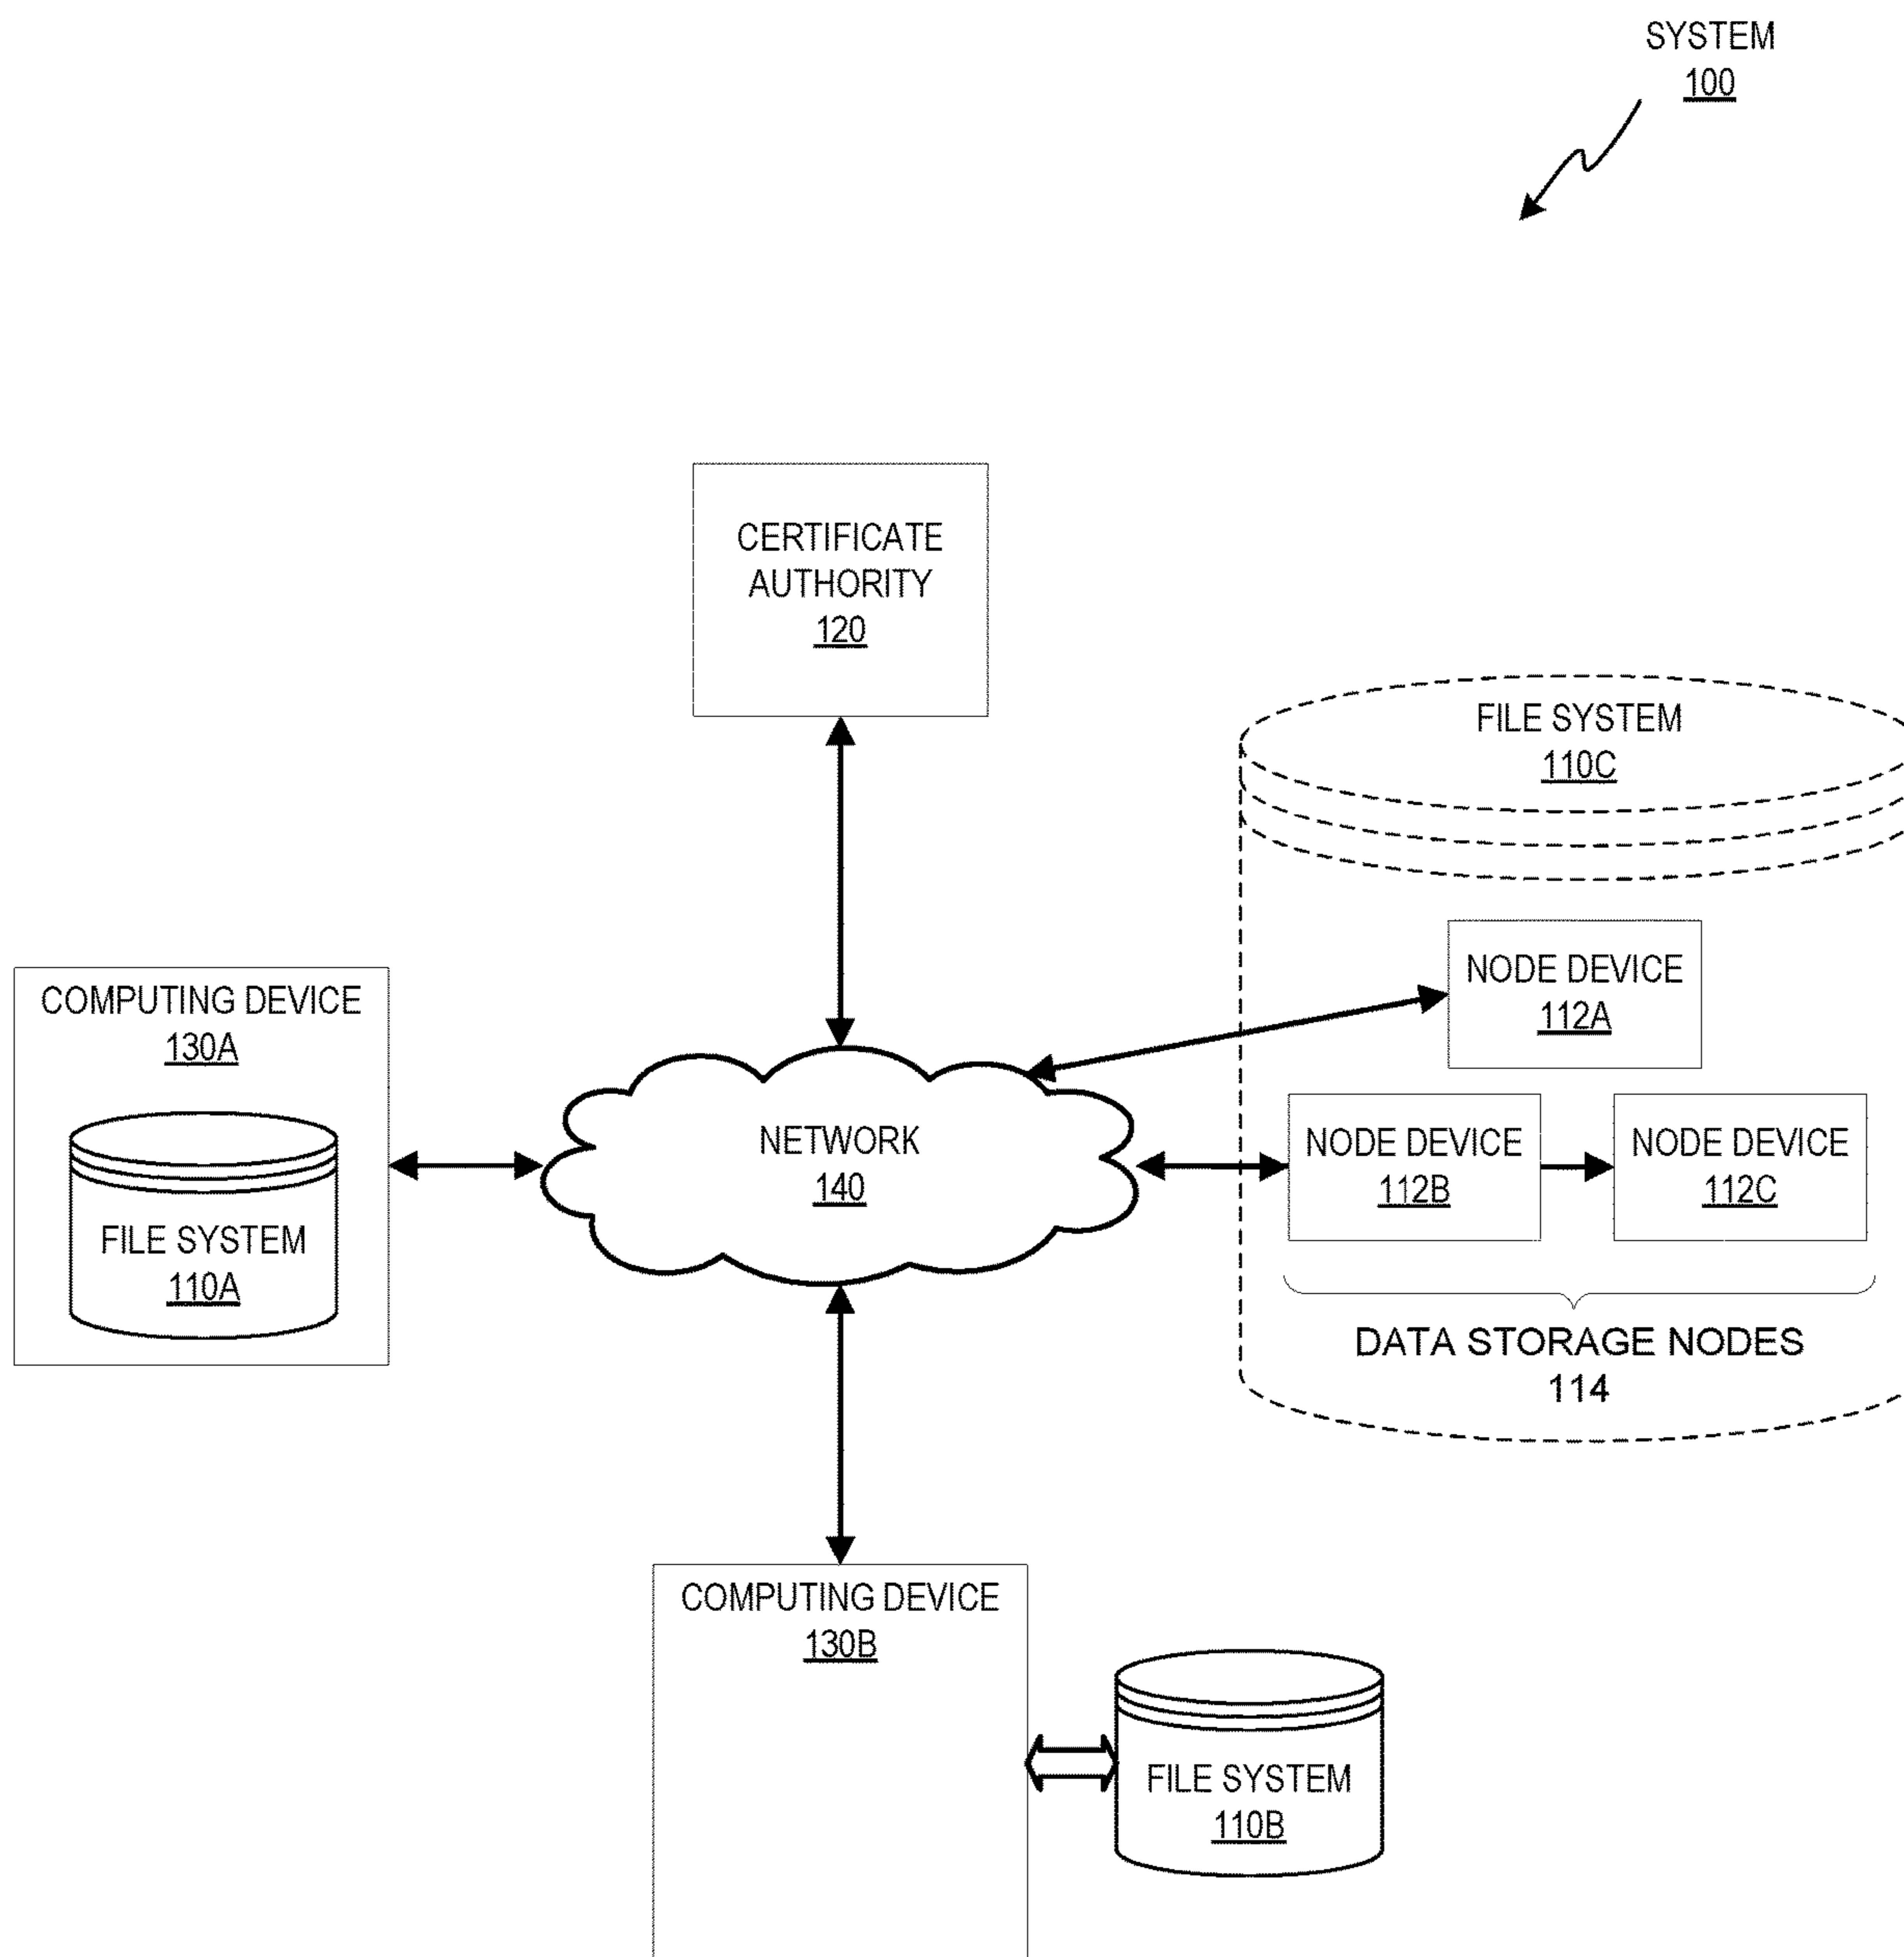 SYSTEM
100
CERTIFICATE
AUTHORITY
120
FILE SYSTEM
110C
NODE DEVICE
112A
COMPUTING DEVICE
130A
FILE SYSTEM
110A
NETWORK
140
NODE DEVICE
112B
NODE DEVICE
112C
DATA STORAGE NODES
114
COMPUTING DEVICE
130B
FILE SYSTEM
110B